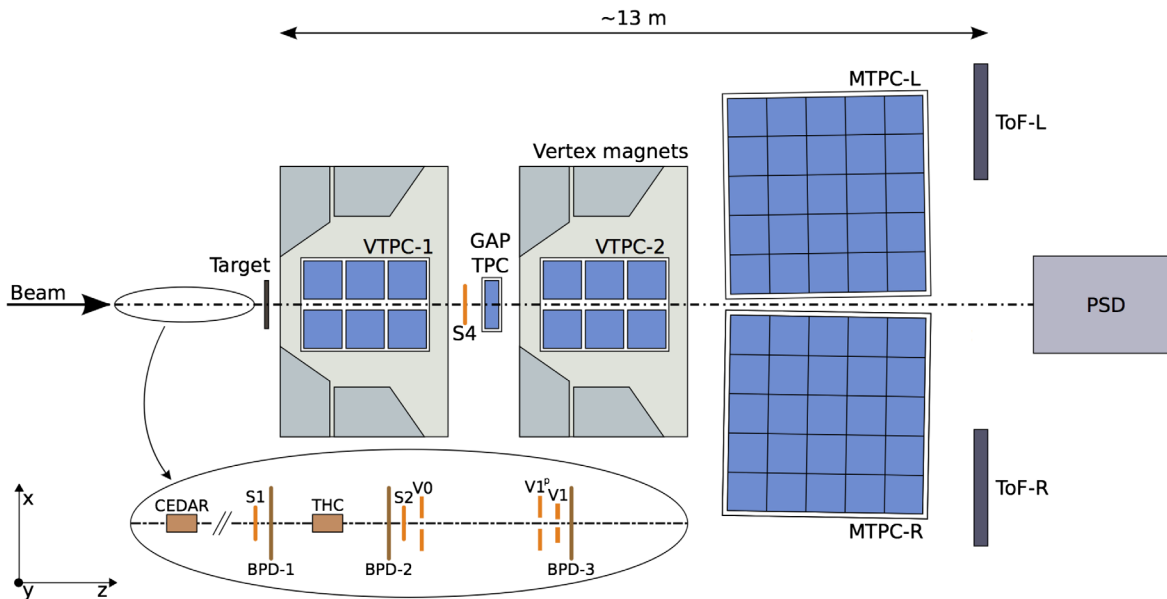 ~13 m
MTPC-L
ToF-L
Vertex magnets
VTPC-1
GAP
TPC
VTPC-2
Target
Beam
PSD
S4
x
y
z
CEDAR
S1
THC
S2
V0
V1ᵖ
V1
BPD-1
BPD-2
BPD-3
ToF-R
MTPC-R